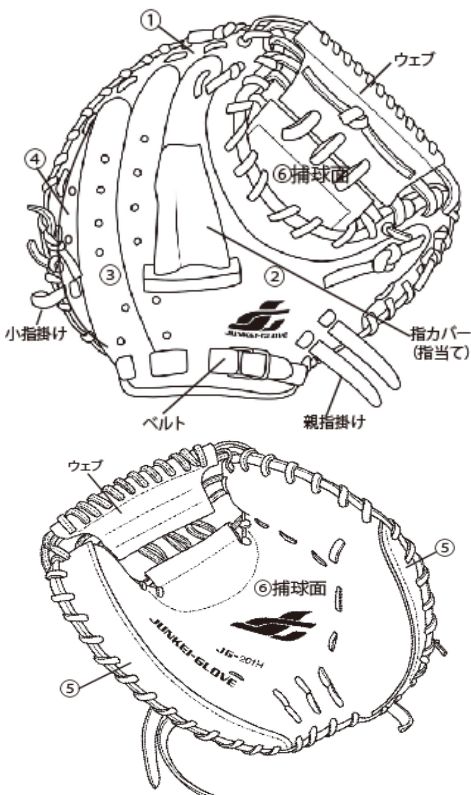 ①
ウェブ
④
⑥捕球面
③
②
小指掛け
JUNKEI-GLOVE
指カバー
(指当て)
ベルト
親指掛け
ウェブ
⑤
⑥捕球面
JUNKEI-GLOVE
JG-201H
⑤